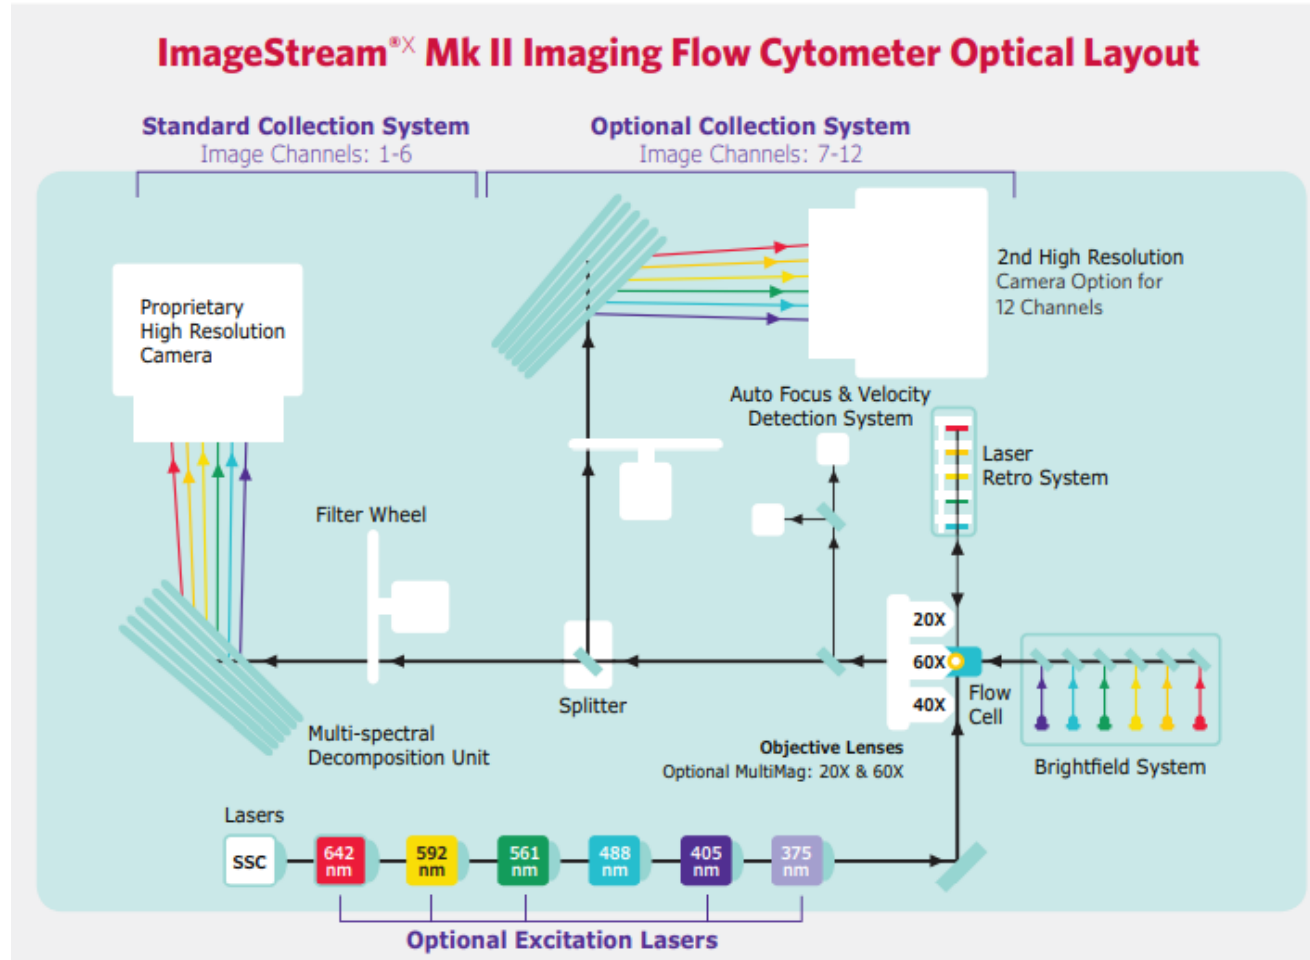 ImageStream®X Mk II Imaging Flow Cytometer Optical Layout
Standard Collection System
Image Channels: 1-6
Optional Collection System
Image Channels: 7-12
Proprietary
High Resolution
Camera
2nd High Resolution
Camera Option for
12 Channels
Auto Focus & Velocity
Detection System
Laser
Retro System
Filter Wheel
20X
60X
40X
Flow
Cell
Splitter
Multi-spectral
Decomposition Unit
Objective Lenses
Optional MultiMag: 20X & 60X
Brightfield System
Lasers
SSC
642
nm
592
nm
561
nm
488
nm
405
nm
375
nm
Optional Excitation Lasers